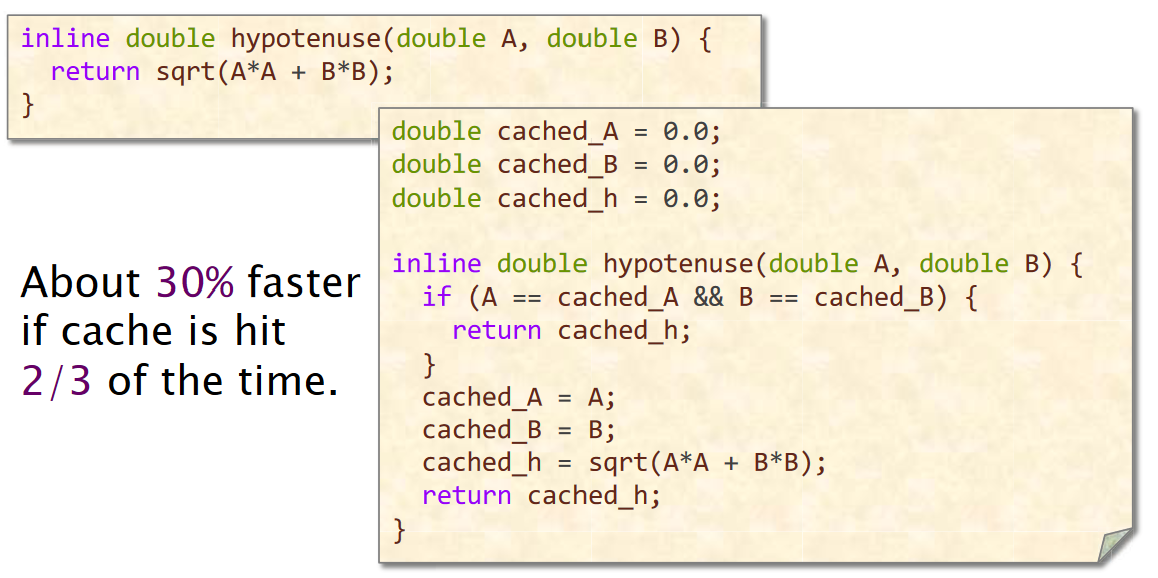 inline double hypotenuse(double A, double B) {
  return sqrt(A*A + B*B);
}
double cached_A = 0.0;
double cached_B = 0.0;
double cached_h = 0.0;

inline double hypotenuse(double A, double B) {
  if (A == cached_A && B == cached_B) {
    return cached_h;
  }
  cached_A = A;
  cached_B = B;
  cached_h = sqrt(A*A + B*B);
  return cached_h;
}
About 30% faster
if cache is hit
2/3 of the time.